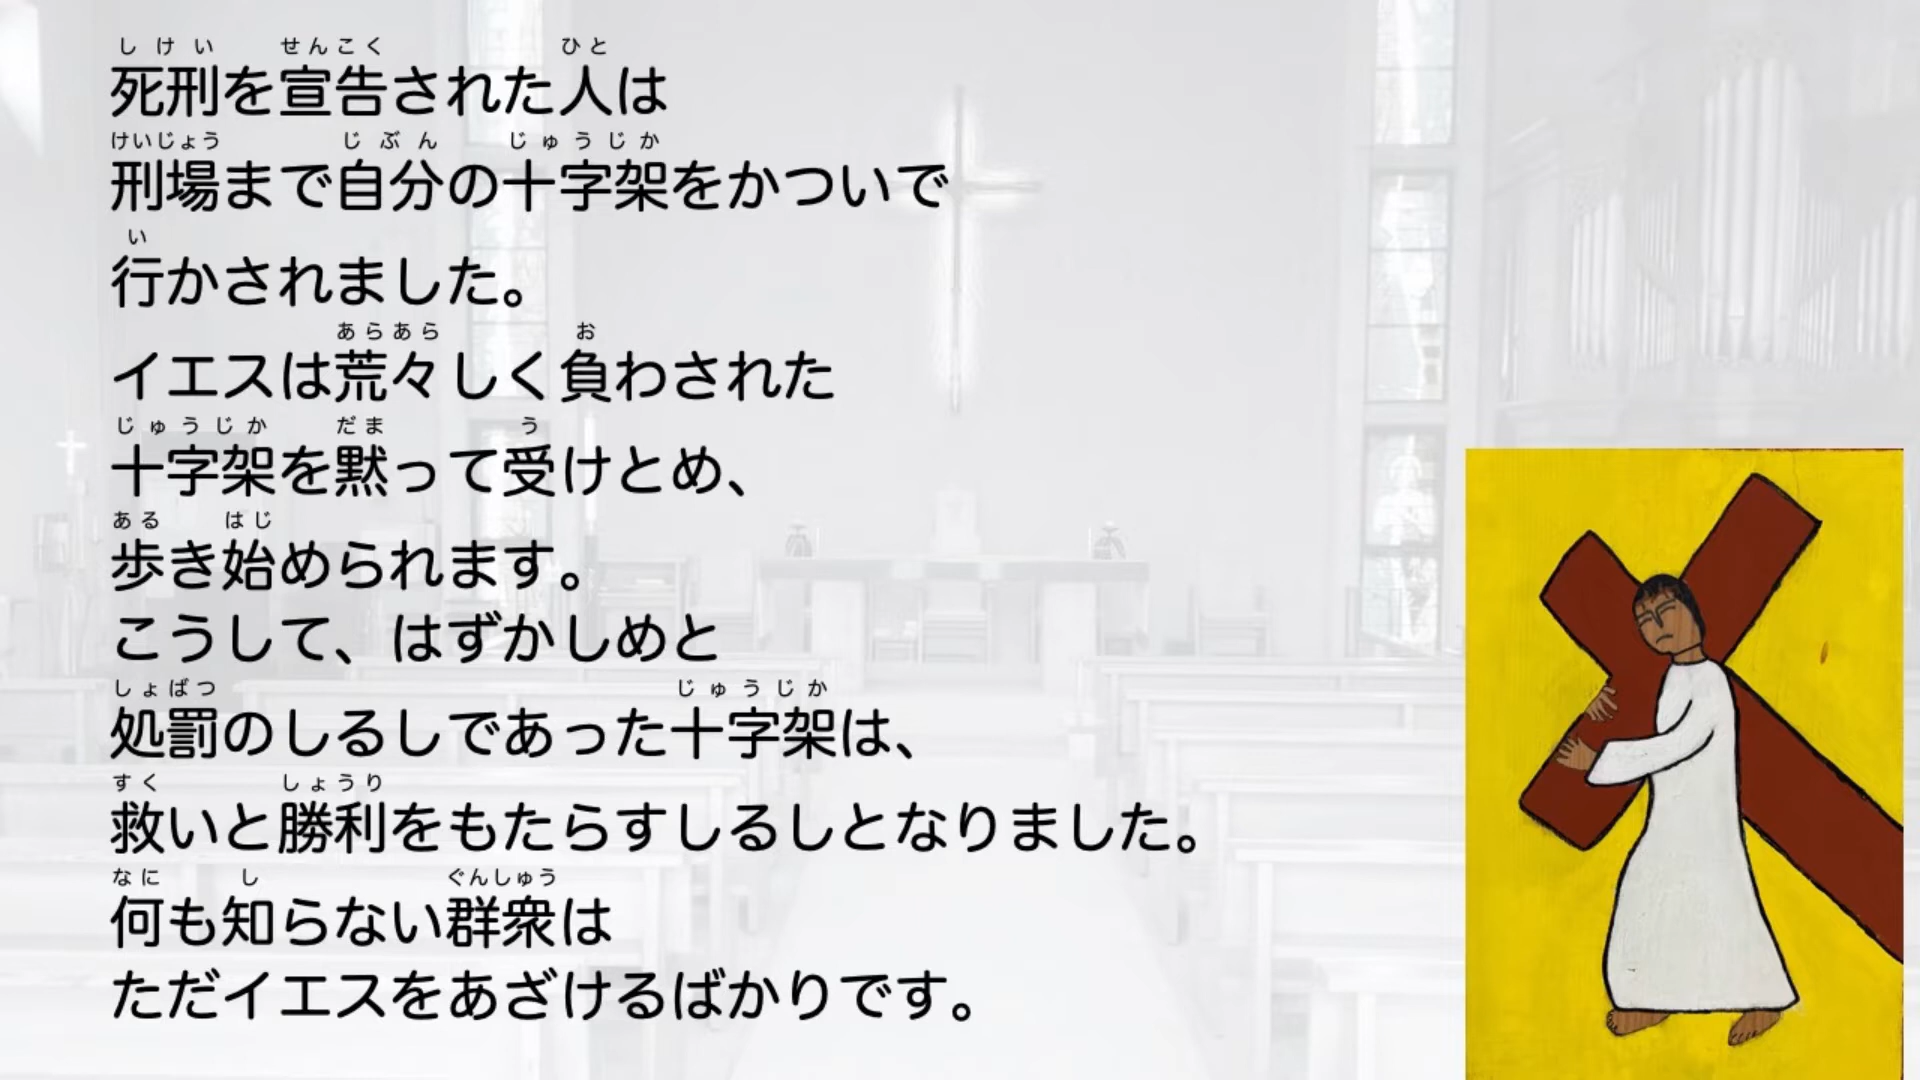 死刑を宣告された人は
刑場まで自分の十字架をかついで
行かされました。
イエスは荒々しく負わされた
十字架を黙って受けとめ、
歩き始められます。
こうして、はずかしめと
処罰のしるしであった十字架は、
救いと勝利をもたらすしるしとなりました。
何も知らない群衆は
ただイエスをあざけるばかりです。